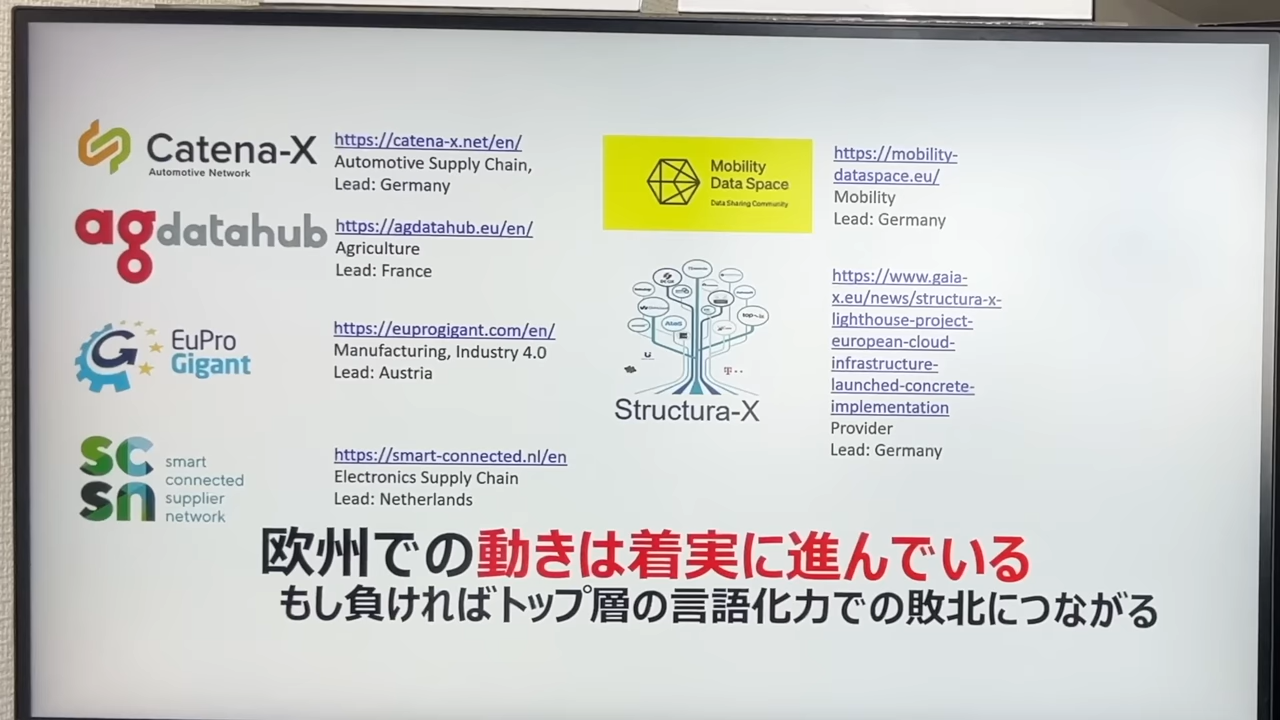 Catena-X
Automotive Network
https://catena-x.net/en/
Automotive Supply Chain,
Lead: Germany
agdatahub
https://agdatahub.eu/en/
Agriculture
Lead: France
EuPro
Gigant
https://euprogigant.com/en/
Manufacturing, Industry 4.0
Lead: Austria
scsn
smart
connected
supplier
network
https://smart-connected.nl/en
Electronics Supply Chain
Lead: Netherlands
Mobility
Data Space
Data Sharing Community
https://mobility-
dataspace.eu/
Mobility
Lead: Germany
Structura-X
https://www.gaia-
x.eu/news/structura-x-
lighthouse-project-
european-cloud-
infrastructure-
launched-concrete-
implementation
Provider
Lead: Germany
欧州での動きは着実に進んでいる
もし負ければトップ層の言語化力での敗北につながる